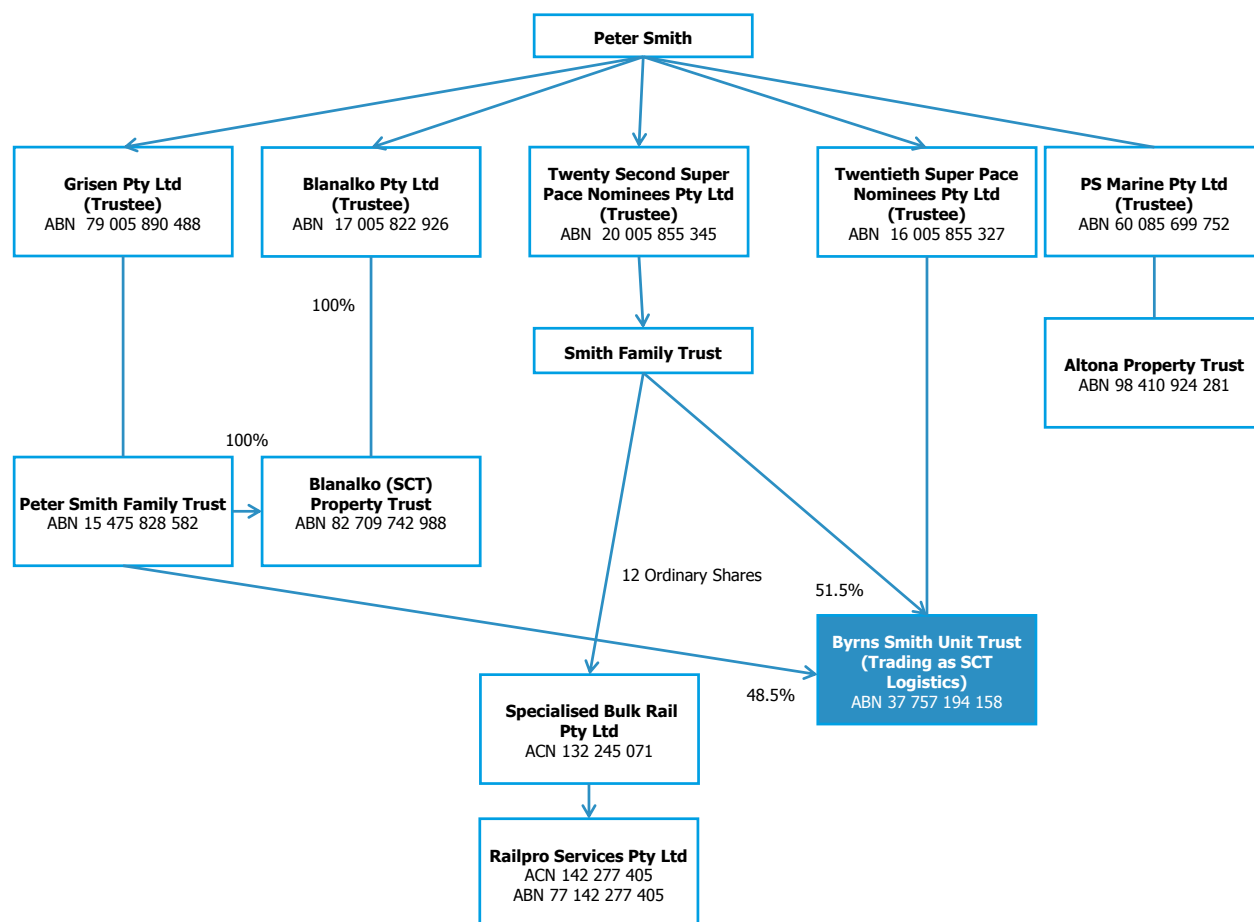 Peter Smith
Grisen Pty Ltd
(Trustee)
ABN  79 005 890 488
Blanalko Pty Ltd
(Trustee)
ABN  17 005 822 926
Twenty Second Super
Pace Nominees Pty Ltd
(Trustee)
ABN  20 005 855 345
Twentieth Super Pace
Nominees Pty Ltd
(Trustee)
ABN  16 005 855 327
PS Marine Pty Ltd
(Trustee)
ABN 60 085 699 752
100%
Smith Family Trust
Altona Property Trust
ABN 98 410 924 281
100%
Peter Smith Family Trust
ABN 15 475 828 582
Blanalko (SCT)
Property Trust
ABN 82 709 742 988
12 Ordinary Shares
51.5%
Byrns Smith Unit Trust
(Trading as SCT
Logistics)
ABN 37 757 194 158
48.5%
Specialised Bulk Rail
Pty Ltd
ACN 132 245 071
Railpro Services Pty Ltd
ACN 142 277 405
ABN 77 142 277 405